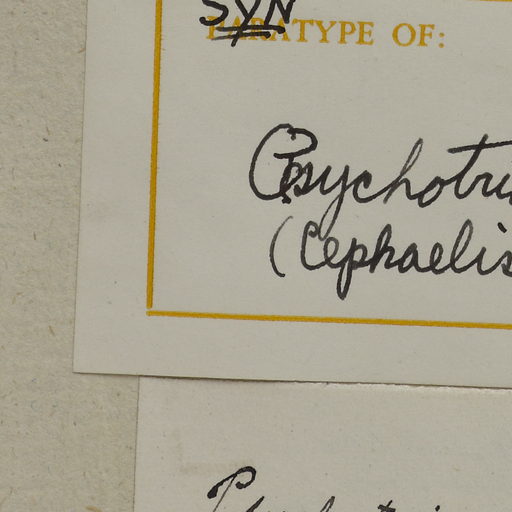 SYN
PARATYPE OF:
Psychotri
(Cephaelis